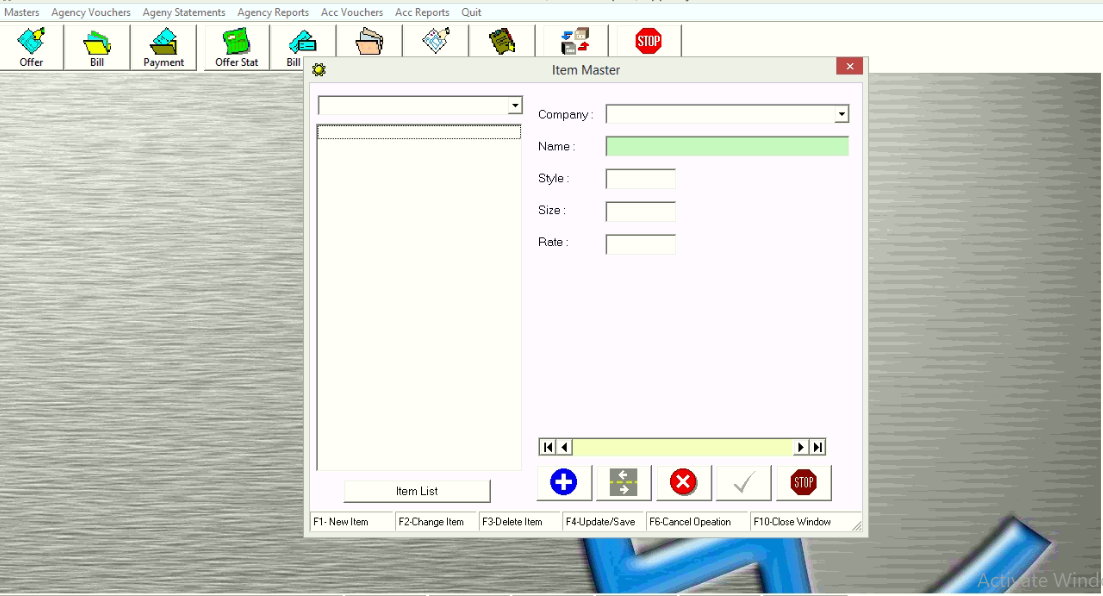 Masters Agency Vouchers Ageny Statements Agency Reports Acc Vouchers Acc Reports Quit
STOP
Offer Bill Payment Offer Stat Bill
Item Master
Company :
Name :
Style :
Size :
Rate :
STOP
Item List
F1- New Item F2-Change Item F3-Delete Item F4-Update/Save F6-Cancel Opeation F10-Close Window
Activate